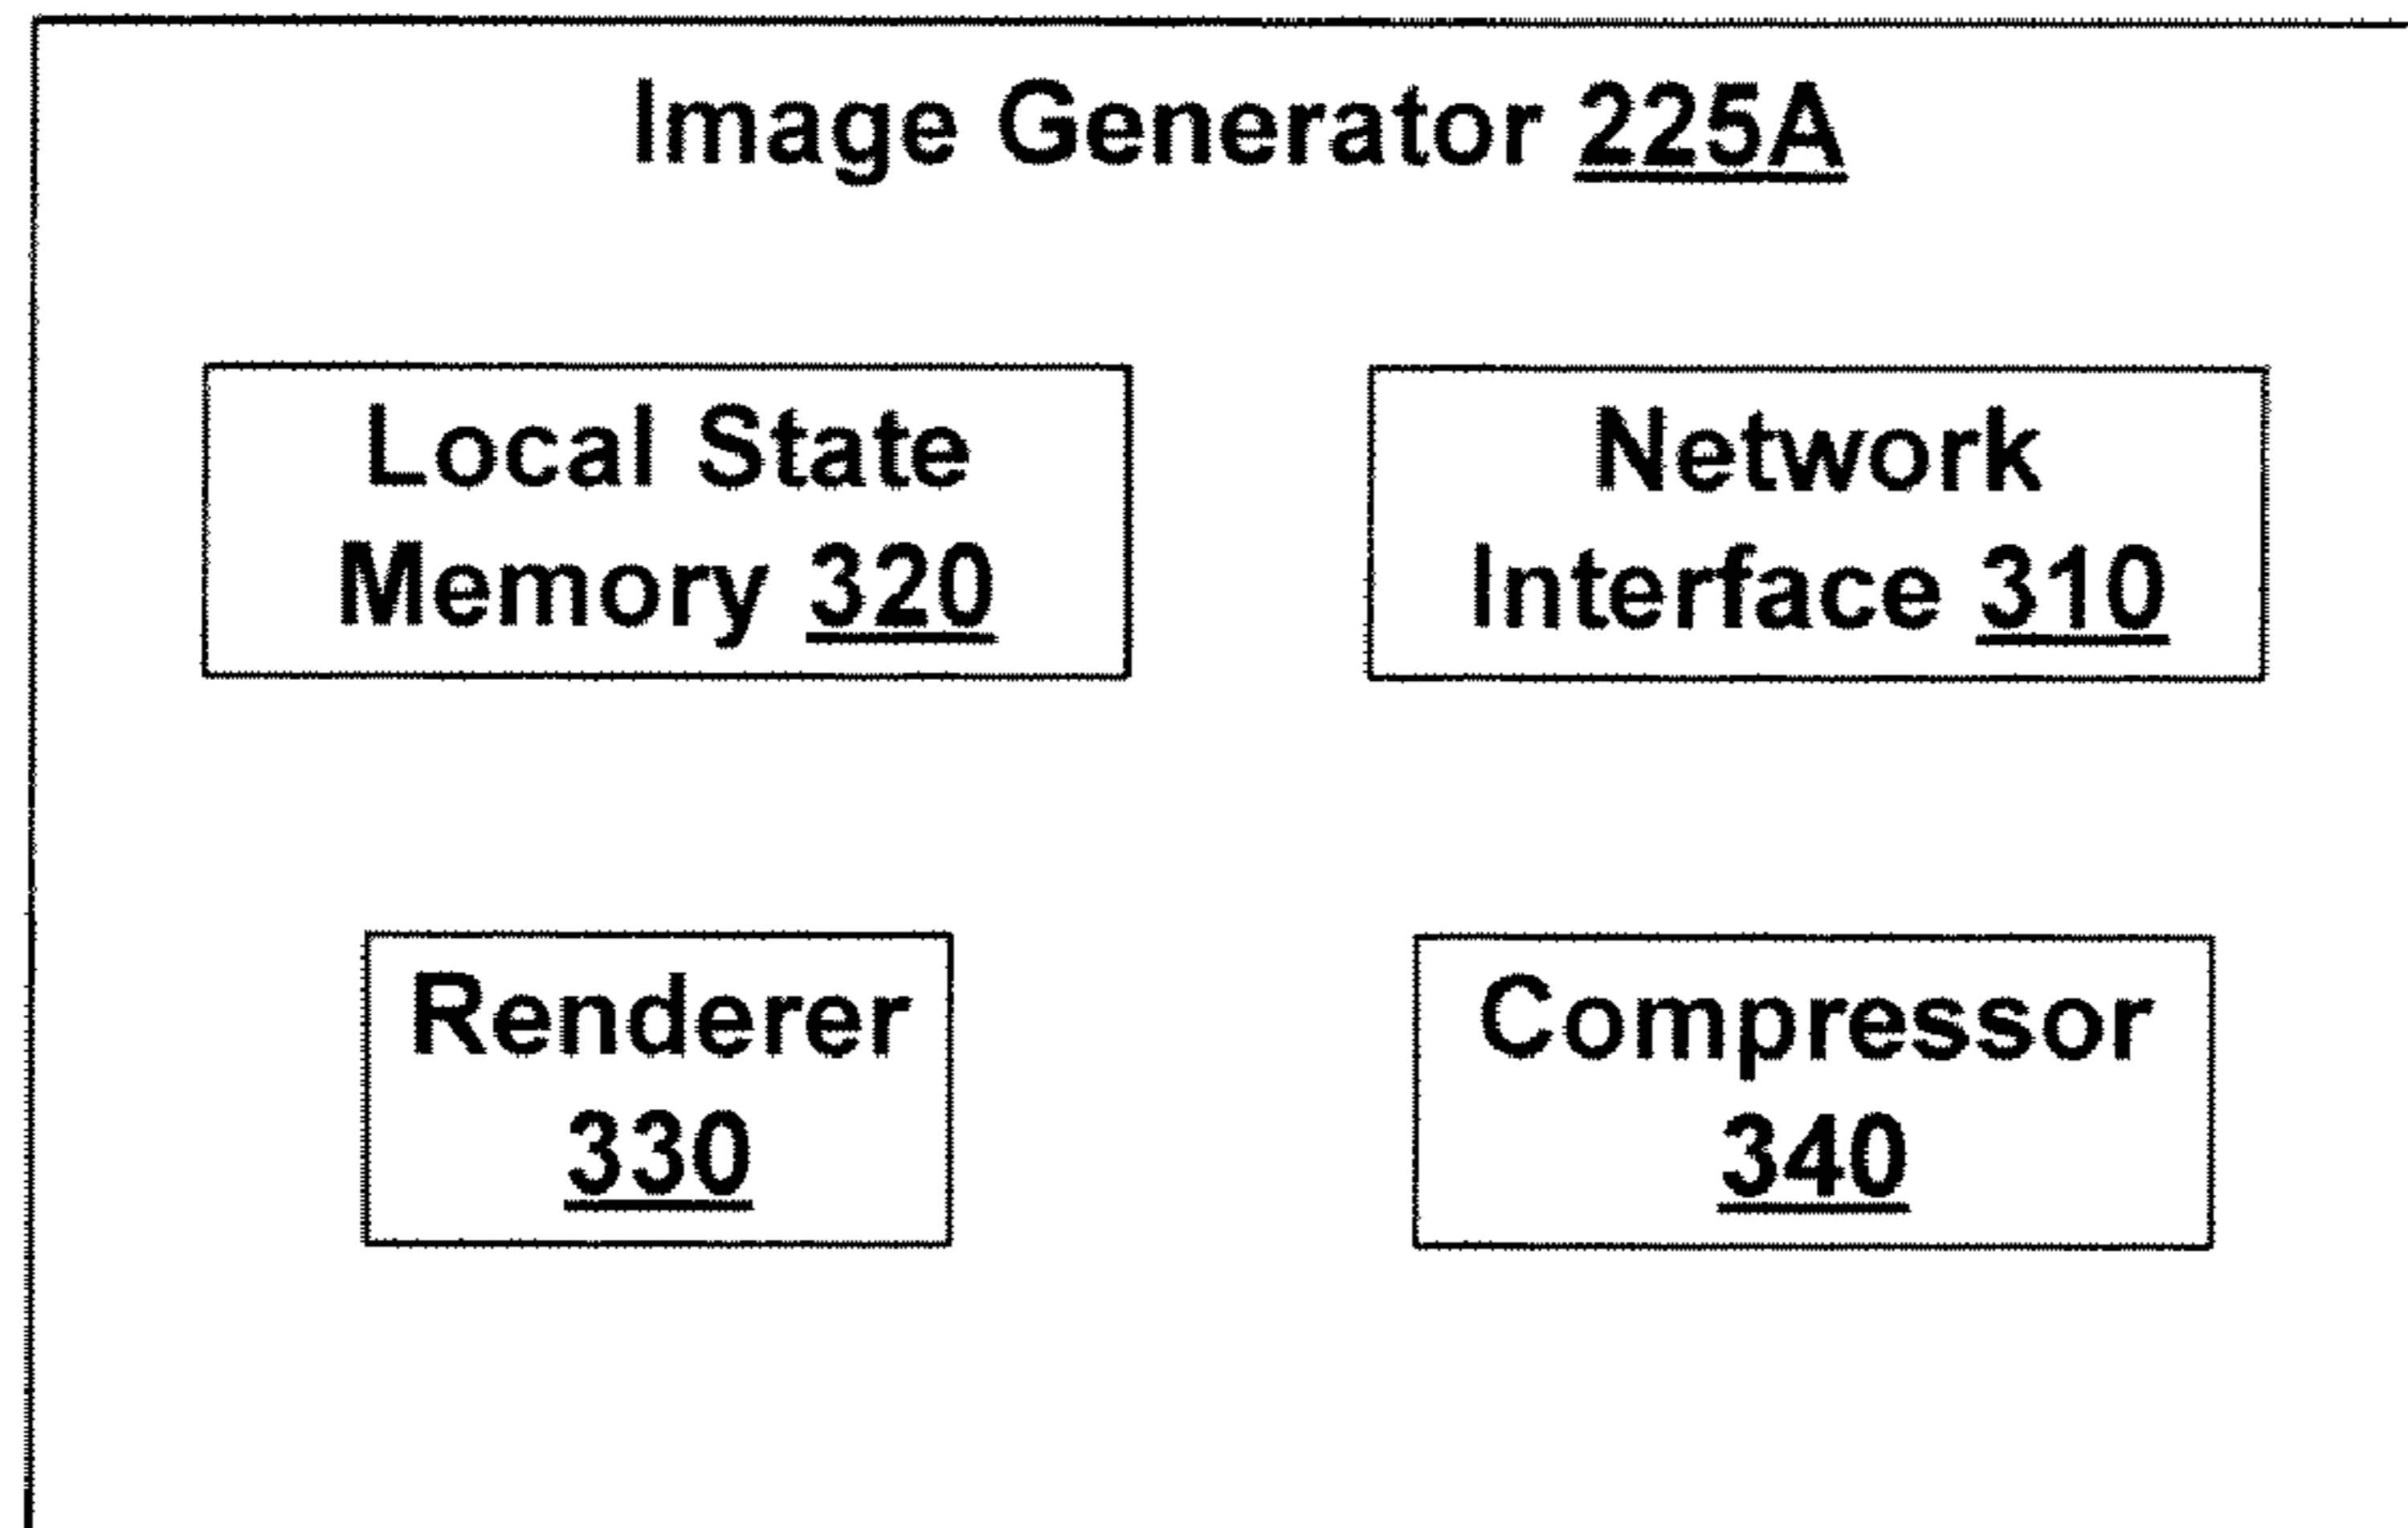 Image Generator 225A
Local State
Memory 320
Network
Interface 310
Renderer
330
Compressor
340